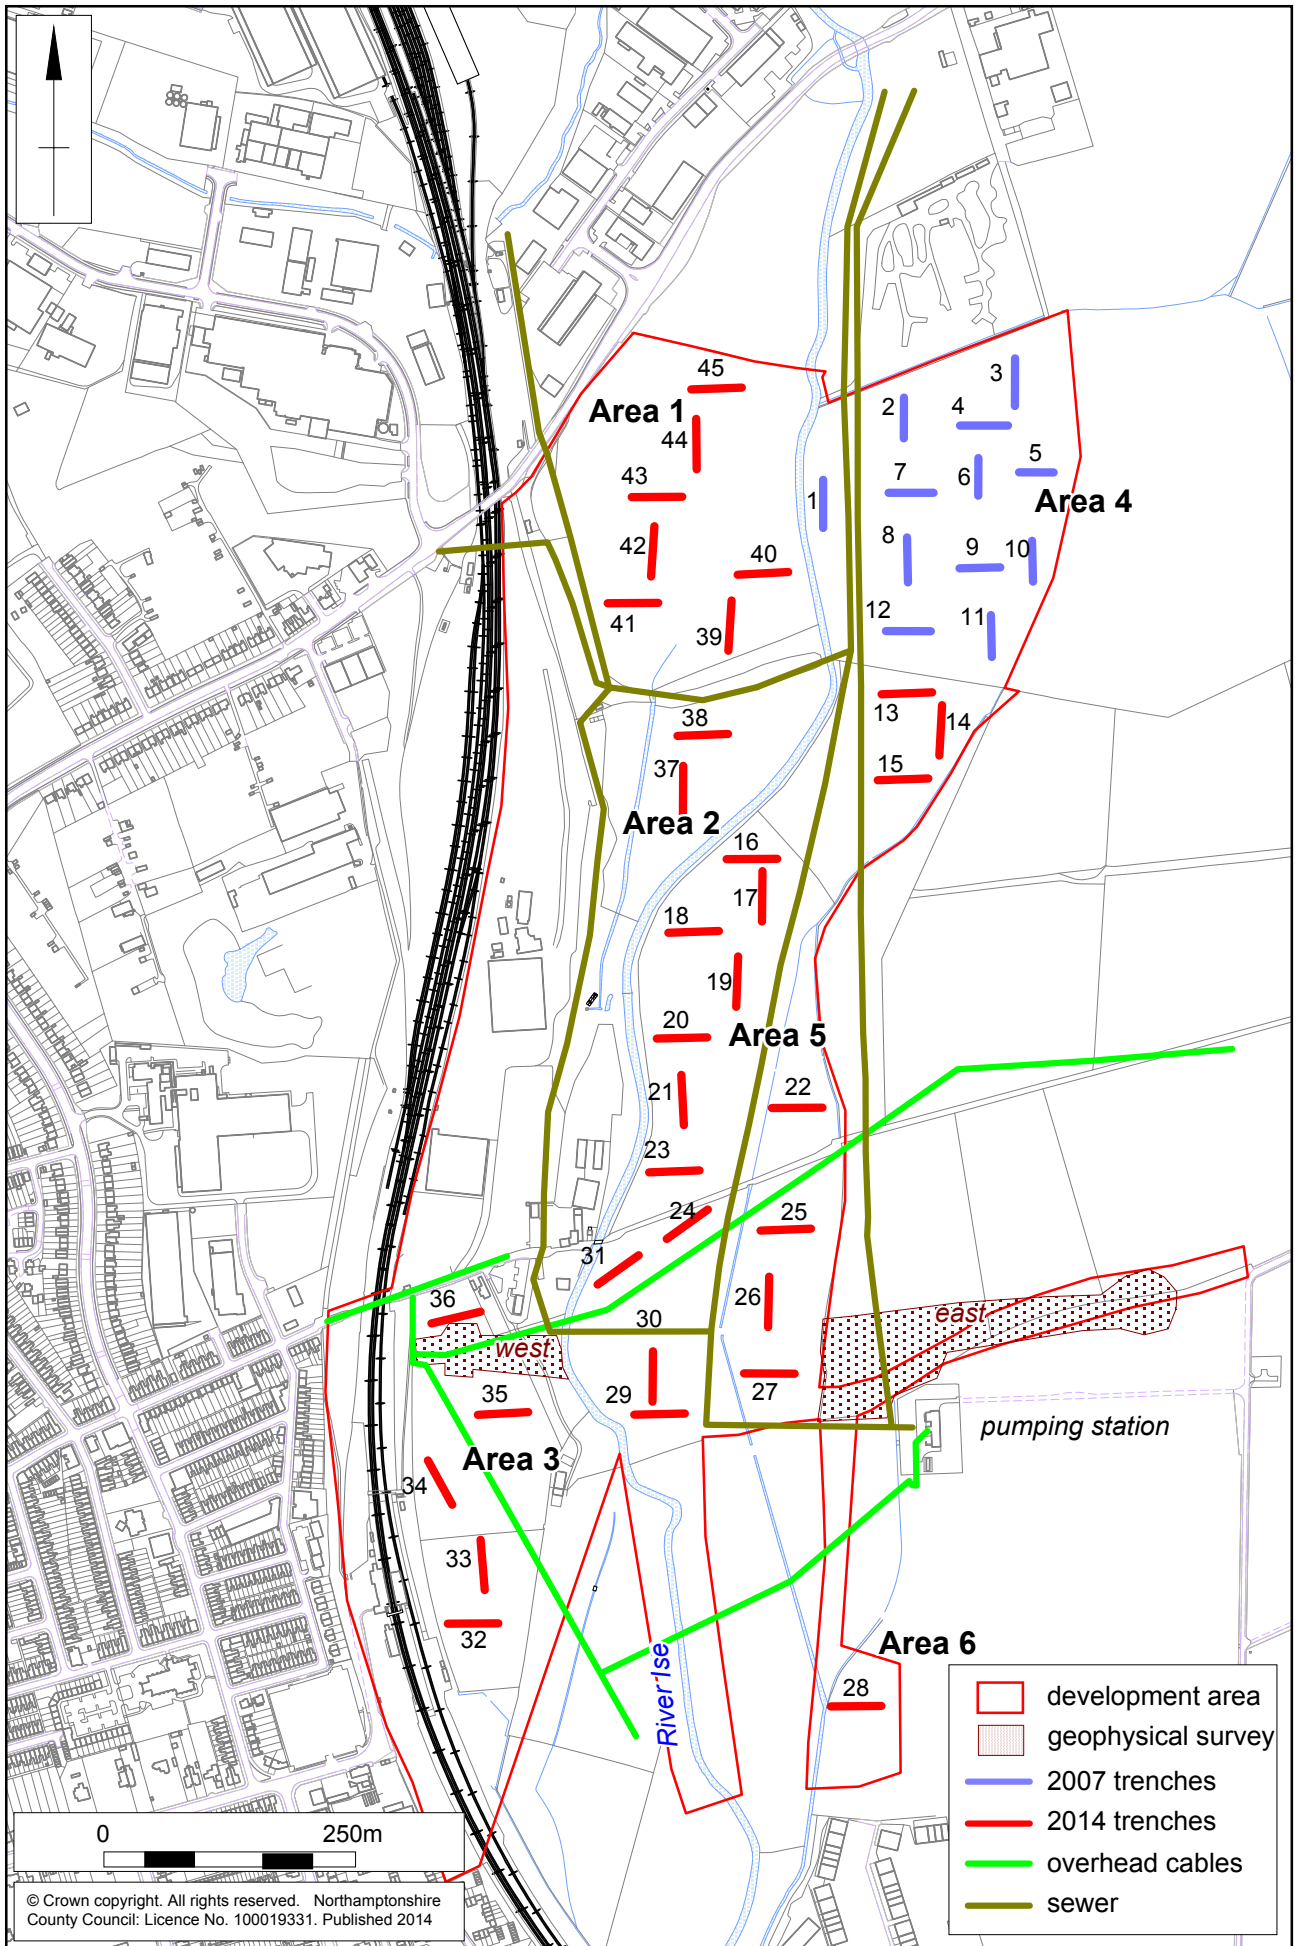 45
3
Area 1
2
4
44
5
43
7
6
Area 4
1
42
40
8
9
10
41
39
12
11
38
13
14
37
15
Area 2
16
17
18
19
20
Area 5
21
22
23
24
25
31
26
36
30
east
west
27
35
29
pumping station
Area 3
34
33
32
River Ise
Area 6
28
development area
geophysical survey
2007 trenches
2014 trenches
overhead cables
sewer
0 250m
© Crown copyright. All rights reserved. Northamptonshire
County Council: Licence No. 100019331. Published 2014